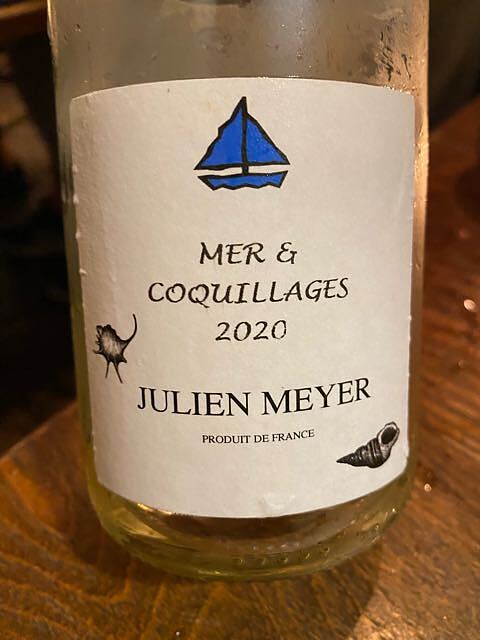 MER &
COQUILLAGES
2020
JULIEN MEYER
PRODUIT DE FRANCE